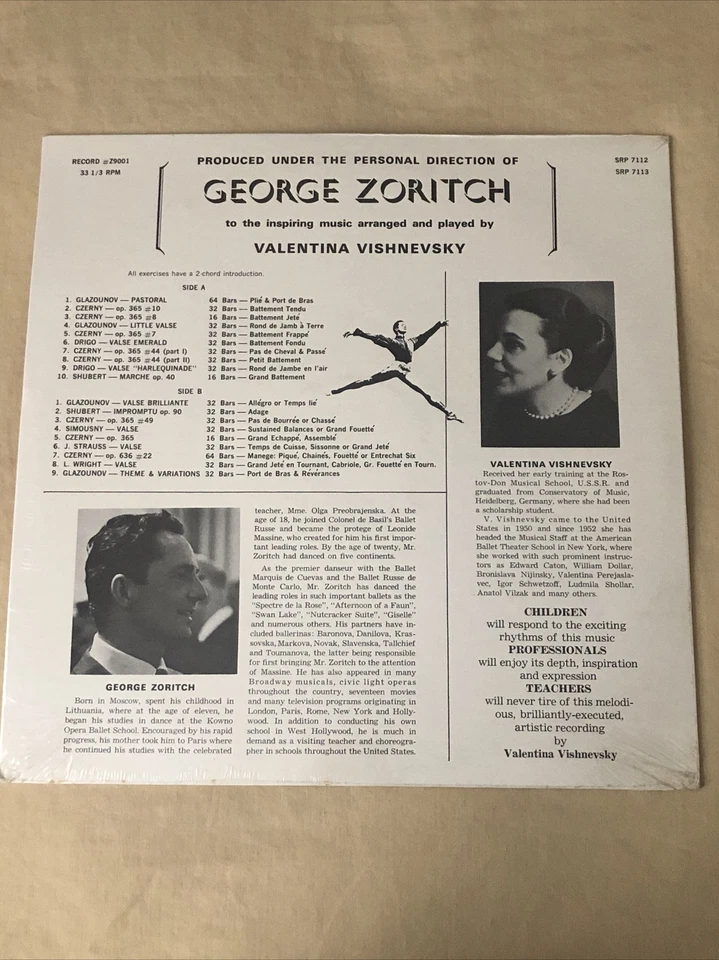 RECORD #Z9001
33 1/3 RPM
PRODUCED UNDER THE PERSONAL DIRECTION OF
SRP 7112
SRP 7113
GEORGE ZORITCH
to the inspiring music arranged and played by
VALENTINA VISHNEVSKY
All exercises have a 2-chord introduction.
SIDE A
1. GLAZOUNOV — PASTORAL 64 Bars — Plié & Port de Bras
2. CZERNY — op. 365 #10 32 Bars — Battement Tendu
3. CZERNY — op. 365 #8 16 Bars — Battement Jeté
4. GLAZOUNOV — LITTLE VALSE 32 Bars — Rond de Jamb à Terre
5. CZERNY — op. 365 #7 32 Bars — Battement Frappé
6. DRIGO — VALSE EMERALD 32 Bars — Battement Fondu
7. CZERNY — op. 365 #44 (part I) 32 Bars — Pas de Cheval & Passé
8. CZERNY — op. 365 #44 (part II) 32 Bars — Petit Battement
9. DRIGO — VALSE "HARLEQUINADE" 32 Bars — Rond de Jambe en l'air
10. SHUBERT — MARCHE op. 40 16 Bars — Grand Battement
SIDE B
1. GLAZOUNOV — VALSE BRILLIANTE 32 Bars — Allégro or Temps lié
2. SHUBERT — IMPROMPTU op. 90 32 Bars — Adage
3. CZERNY — op. 365 #49 32 Bars — Pas de Bourrée or Chassé
4. SIMOUSNY — VALSE 32 Bars — Sustained Balances or Grand Fouetté
5. CZERNY — op. 365 16 Bars — Grand Echappé, Assemblé
6. J. STRAUSS — VALSE 32 Bars — Temps de Cuisse, Sissonne or Grand Jeté
7. CZERNY — op. 636 #22 64 Bars — Manege: Piqué, Chainés, Fouetté or Entrechat Six
8. L. WRIGHT — VALSE 32 Bars — Grand Jeté en Tournant, Cabriole, Gr. Fouetté en Tourn.
9. GLAZOUNOV — THEME & VARIATIONS 32 Bars — Port de Bras & Révérances
GEORGE ZORITCH
Born in Moscow, spent his childhood in
Lithuania, where at the age of eleven, he
began his studies in dance at the Kowno
Opera Ballet School. Encouraged by his rapid
progress, his mother took him to Paris where
he continued his studies with the celebrated
teacher, Mme. Olga Preobrajenska. At the
age of 18, he joined Colonel de Basil's Ballet
Russe and became the protege of Leonide
Massine, who created for him his first impor-
tant leading roles. By the age of twenty, Mr.
Zoritch had danced on five continents.
As the premier danseur with the Ballet
Marquis de Cuevas and the Ballet Russe de
Monte Carlo, Mr. Zoritch has danced the
leading roles in such important ballets as the
"Spectre de la Rose", "Afternoon of a Faun",
"Swan Lake", "Nutcracker Suite", "Giselle"
and numerous others. His partners have in-
cluded ballerinas: Baronova, Danilova, Kras-
sovska, Markova, Novak, Slavenska, Tallchief
and Toumanova, the latter being responsible
for first bringing Mr. Zoritch to the attention
of Massine. He has also appeared in many
Broadway musicals, civic light operas
throughout the country, seventeen movies
and many television programs originating in
London, Paris, Rome, New York and Holly-
wood. In addition to conducting his own
school in West Hollywood, he is much in
demand as a visiting teacher and choreogra-
pher in schools throughout the United States.
VALENTINA VISHNEVSKY
Received her early training at the Ros-
tov-Don Musical School, U.S.S.R. and
graduated from Conservatory of Music,
Heidelberg, Germany, where she had been
a scholarship student.
V. Vishnevsky came to the United
States in 1950 and since 1952 she has
headed the Musical Staff at the American
Ballet Theater School in New York, where
she worked with such prominent instruc-
tors as Edward Caton, William Dollar,
Bronislava Nijinsky, Valentina Perejasla-
vec, Igor Schwetzoff, Ludmila Shollar,
Anatol Vilzak and many others.
CHILDREN
will respond to the exciting
rhythms of this music
PROFESSIONALS
will enjoy its depth, inspiration
and expression
TEACHERS
will never tire of this melodi-
ous, brilliantly-executed,
artistic recording
by
Valentina Vishnevsky